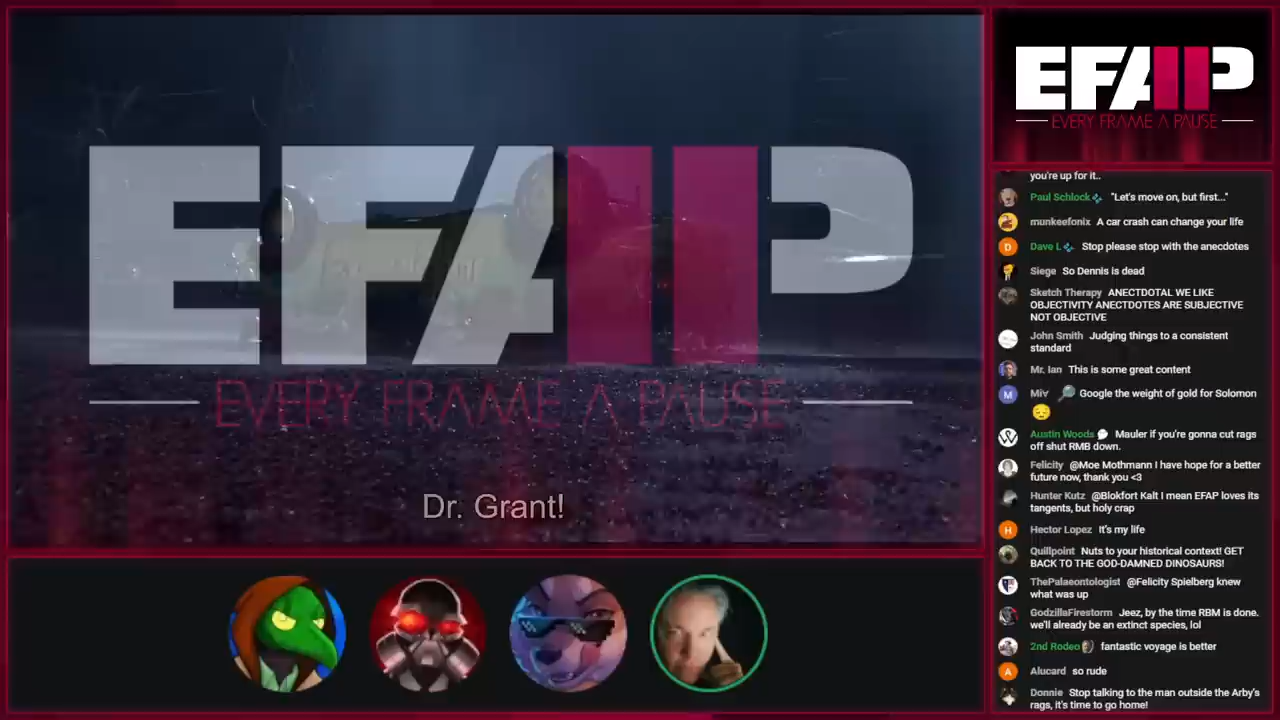 EFAP
EVERY FRAME A PAUSE
Dr. Grant!
EFAP
EVERY FRAME A PAUSE
you're up for it..
Paul Schlock "Let's move on, but first..."
munkeefonix A car crash can change your life
D
Dave L Stop please stop with the anecdotes
Siege So Dennis is dead
Sketch Therapy ANECTDOTAL WE LIKE
OBJECTIVITY ANECTDOTES ARE SUBJECTIVE
NOT OBJECTIVE
John Smith Judging things to a consistent
standard
Mr. Ian This is some great content
M
Miv Google the weight of gold for Solomon
Austin Woods Mauler if you're gonna cut rags
off shut RMB down.
Felicity @Moe Mothmann I have hope for a better
future now, thank you <3
Hunter Kutz @Blokfort Kalt I mean EFAP loves its
tangents, but holy crap
H
Hector Lopez It's my life
Quillpoint Nuts to your historical context! GET
BACK TO THE GOD-DAMNED DINOSAURS!
ThePalaeontologist @Felicity Spielberg knew
what was up
GodzillaFirestorm Jeez, by the time RBM is done.
we'll already be an extinct species, lol
2nd Rodeo fantastic voyage is better
A
Alucard so rude
Donnie Stop talking to the man outside the Arby's
rags, it's time to go home!